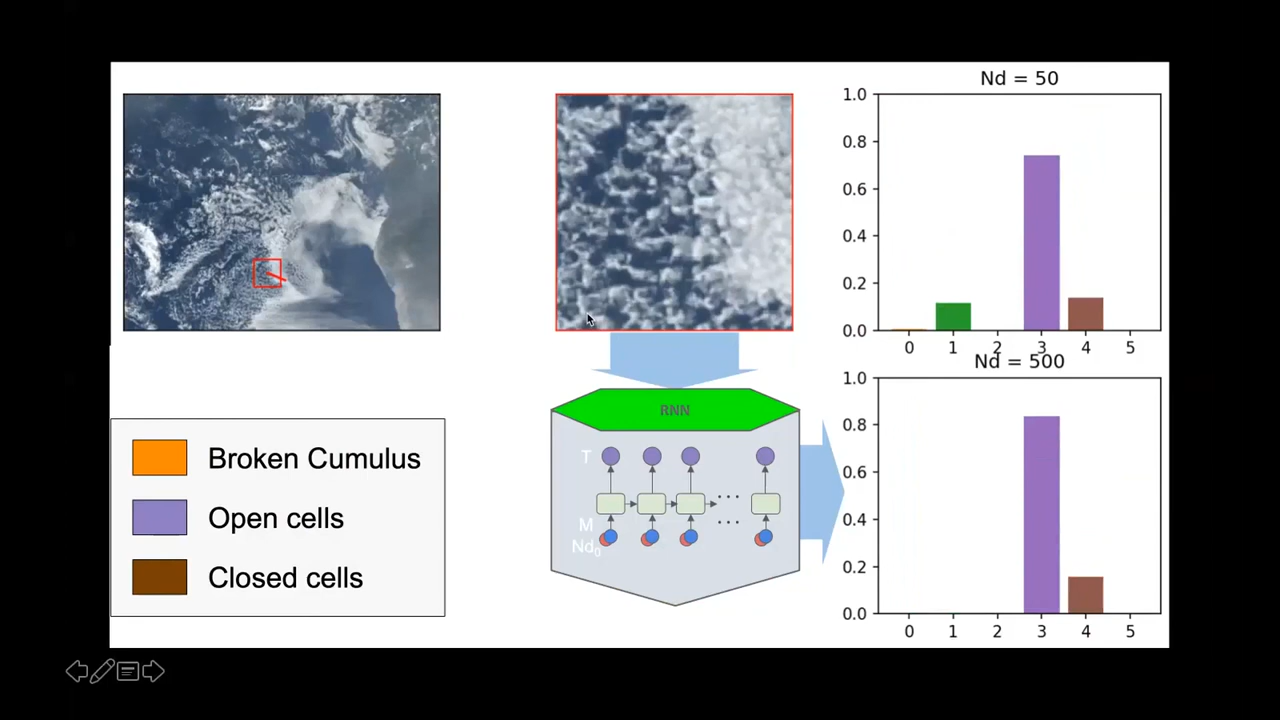 Nd = 50
1.0
0.8
0.6
0.4
0.2
0.0
0 1 2 3 4 5
Nd = 500
1.0
0.8
0.6
0.4
0.2
0.0
0 1 2 3 4 5
RNN
T
M
Nd₀
Broken Cumulus
Open cells
Closed cells